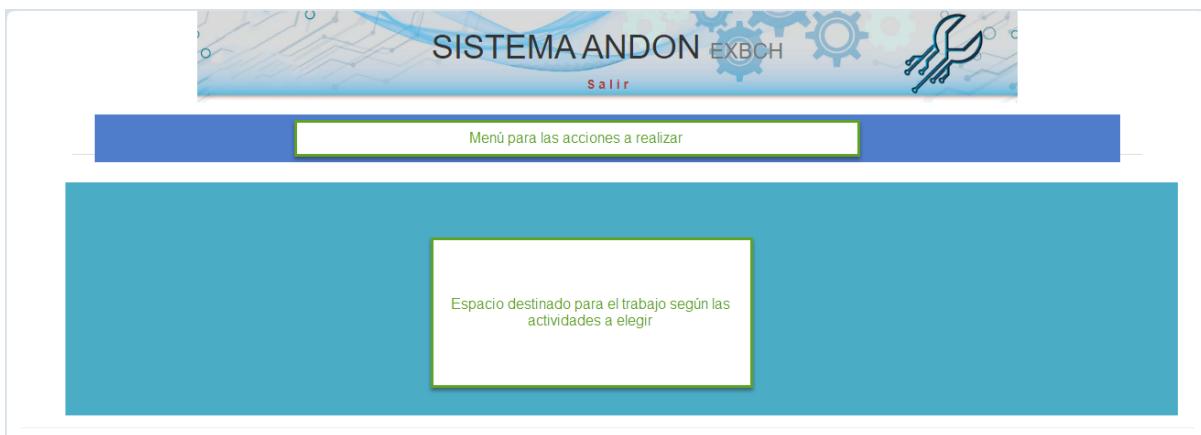 SISTEMA ANDON EXBCH
Salir
Menú para las acciones a realizar
Espacio destinado para el trabajo según las
actividades a elegir